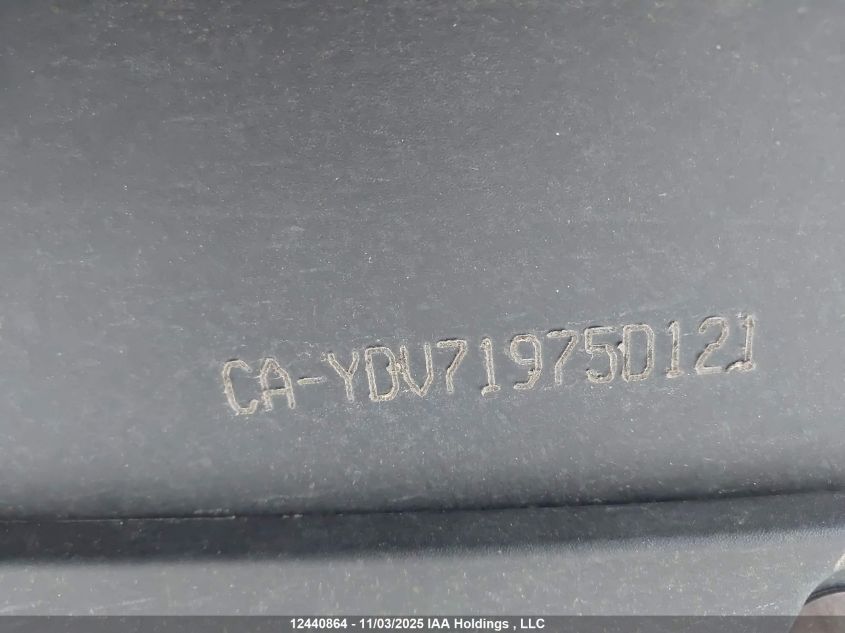 CA-YDV71975D121
12440864 - 11/03/2025 IAA Holdings , LLC